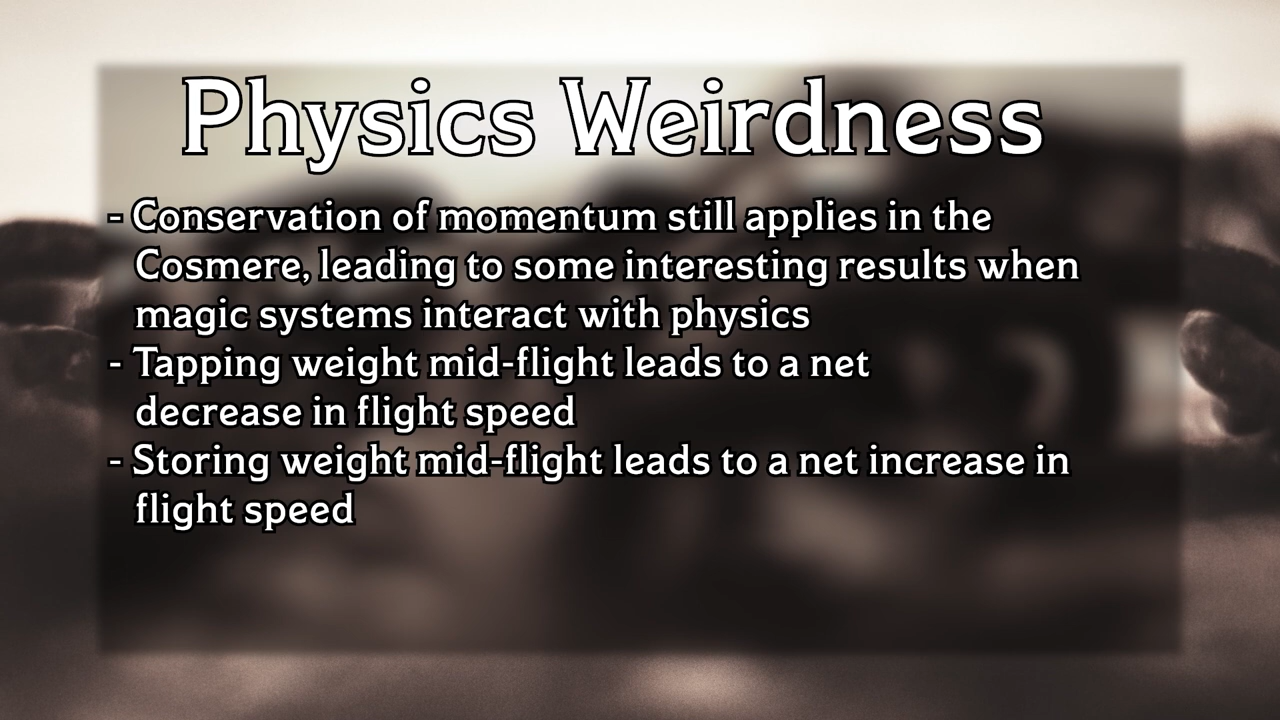 Physics Weirdness
- Conservation of momentum still applies in the
Cosmere, leading to some interesting results when
magic systems interact with physics
- Tapping weight mid-flight leads to a net
decrease in flight speed
- Storing weight mid-flight leads to a net increase in
flight speed